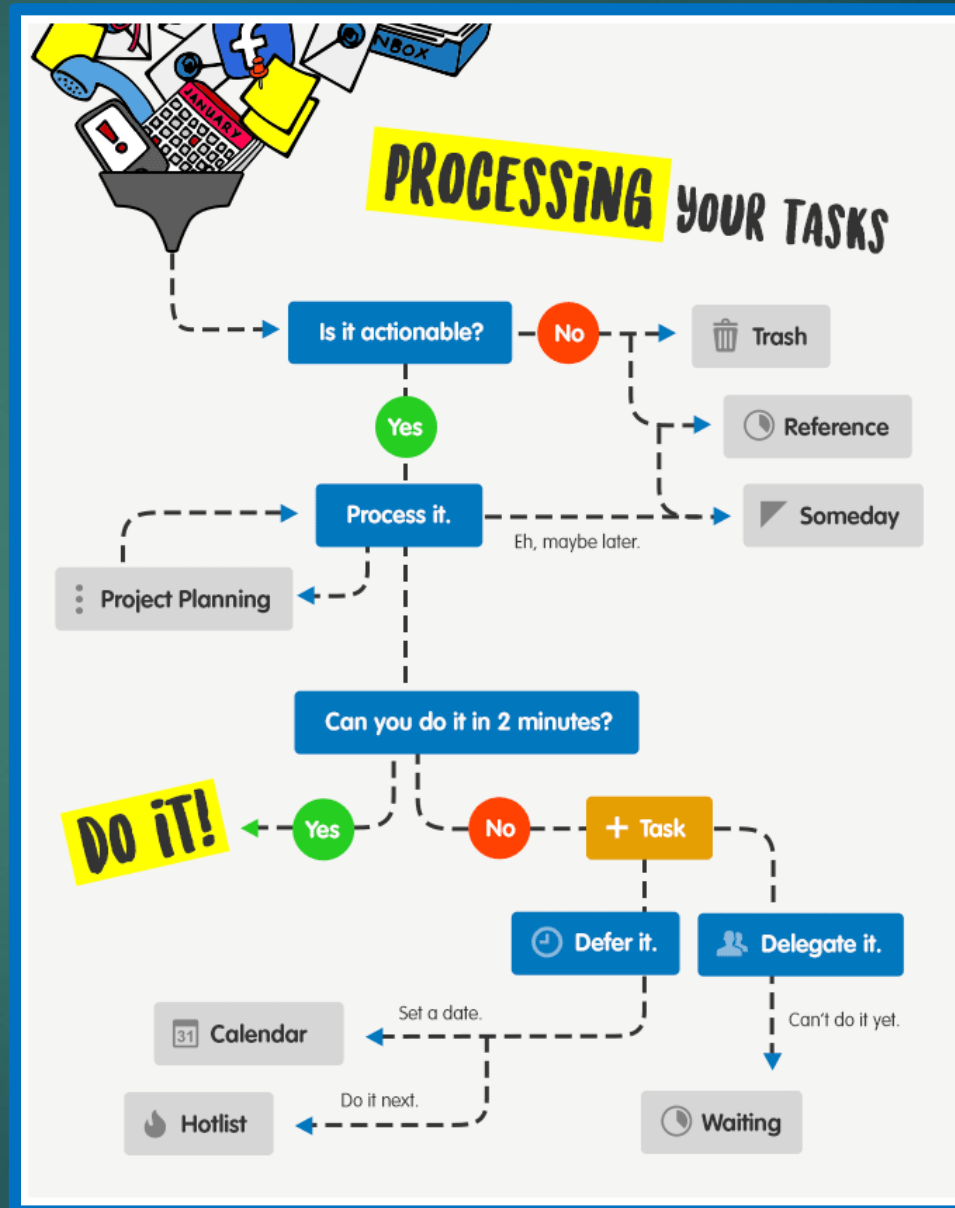 INBOX
f
JANUARY
!
PROCESSING YOUR TASKS
Is it actionable?
No
Trash
Yes
Reference
Process it.
Someday
Eh, maybe later.
Project Planning
Can you do it in 2 minutes?
DO iT!
Yes
No
+ Task
Defer it.
Delegate it.
Set a date.
Can't do it yet.
31 Calendar
Do it next.
Hotlist
Waiting